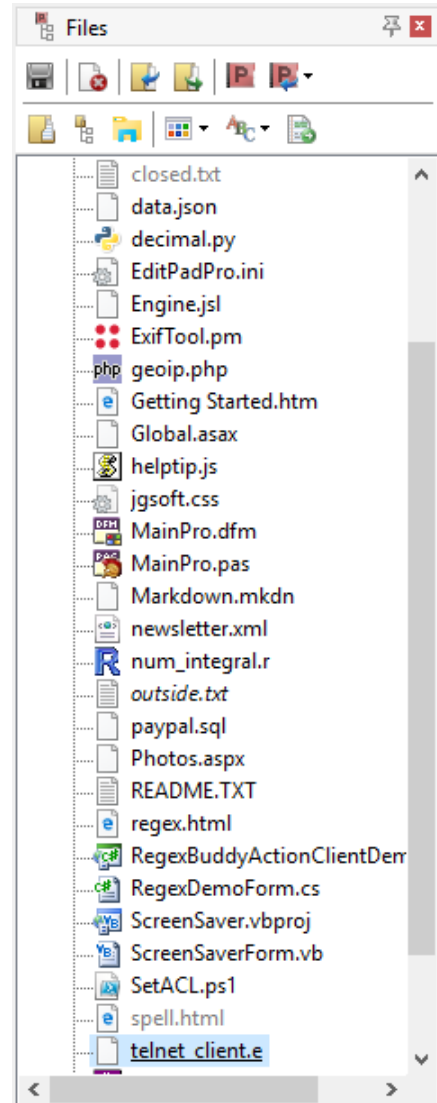 Files
closed.txt
data.json
decimal.py
EditPadPro.ini
Engine.jsl
ExifTool.pm
php geoip.php
Getting Started.htm
Global.asax
helptip.js
jgsoft.css
MainPro.dfm
MainPro.pas
Markdown.mkdn
newsletter.xml
num_integral.r
outside.txt
paypal.sql
Photos.aspx
README.TXT
regex.html
RegexBuddyActionClientDem
RegexDemoForm.cs
ScreenSaver.vbproj
ScreenSaverForm.vb
SetACL.ps1
spell.html
telnet_client.e